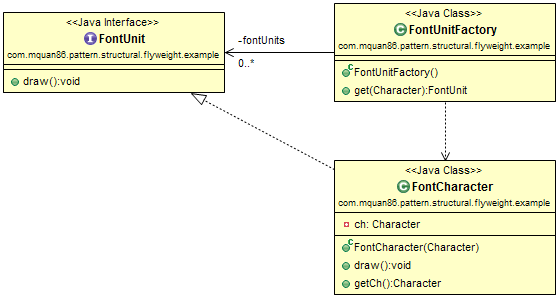 <<Java Interface>>
FontUnit
com.mquan86.pattern.structural.flyweight.example
draw():void
-fontUnits
0..*
<<Java Class>>
FontUnitFactory
com.mquan86.pattern.structural.flyweight.example
FontUnitFactory()
get(Character):FontUnit
<<Java Class>>
FontCharacter
com.mquan86.pattern.structural.flyweight.example
ch: Character
FontCharacter(Character)
draw():void
getCh():Character